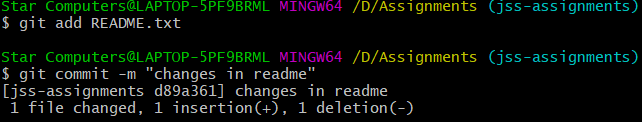 Star Computers@LAPTOP-5PF9BRML MINGW64 /D/Assignments (jss-assignments)
$ git add README.txt
Star Computers@LAPTOP-5PF9BRML MINGW64 /D/Assignments (jss-assignments)
$ git commit -m "changes in readme"
[jss-assignments d89a361] changes in readme
 1 file changed, 1 insertion(+), 1 deletion(-)